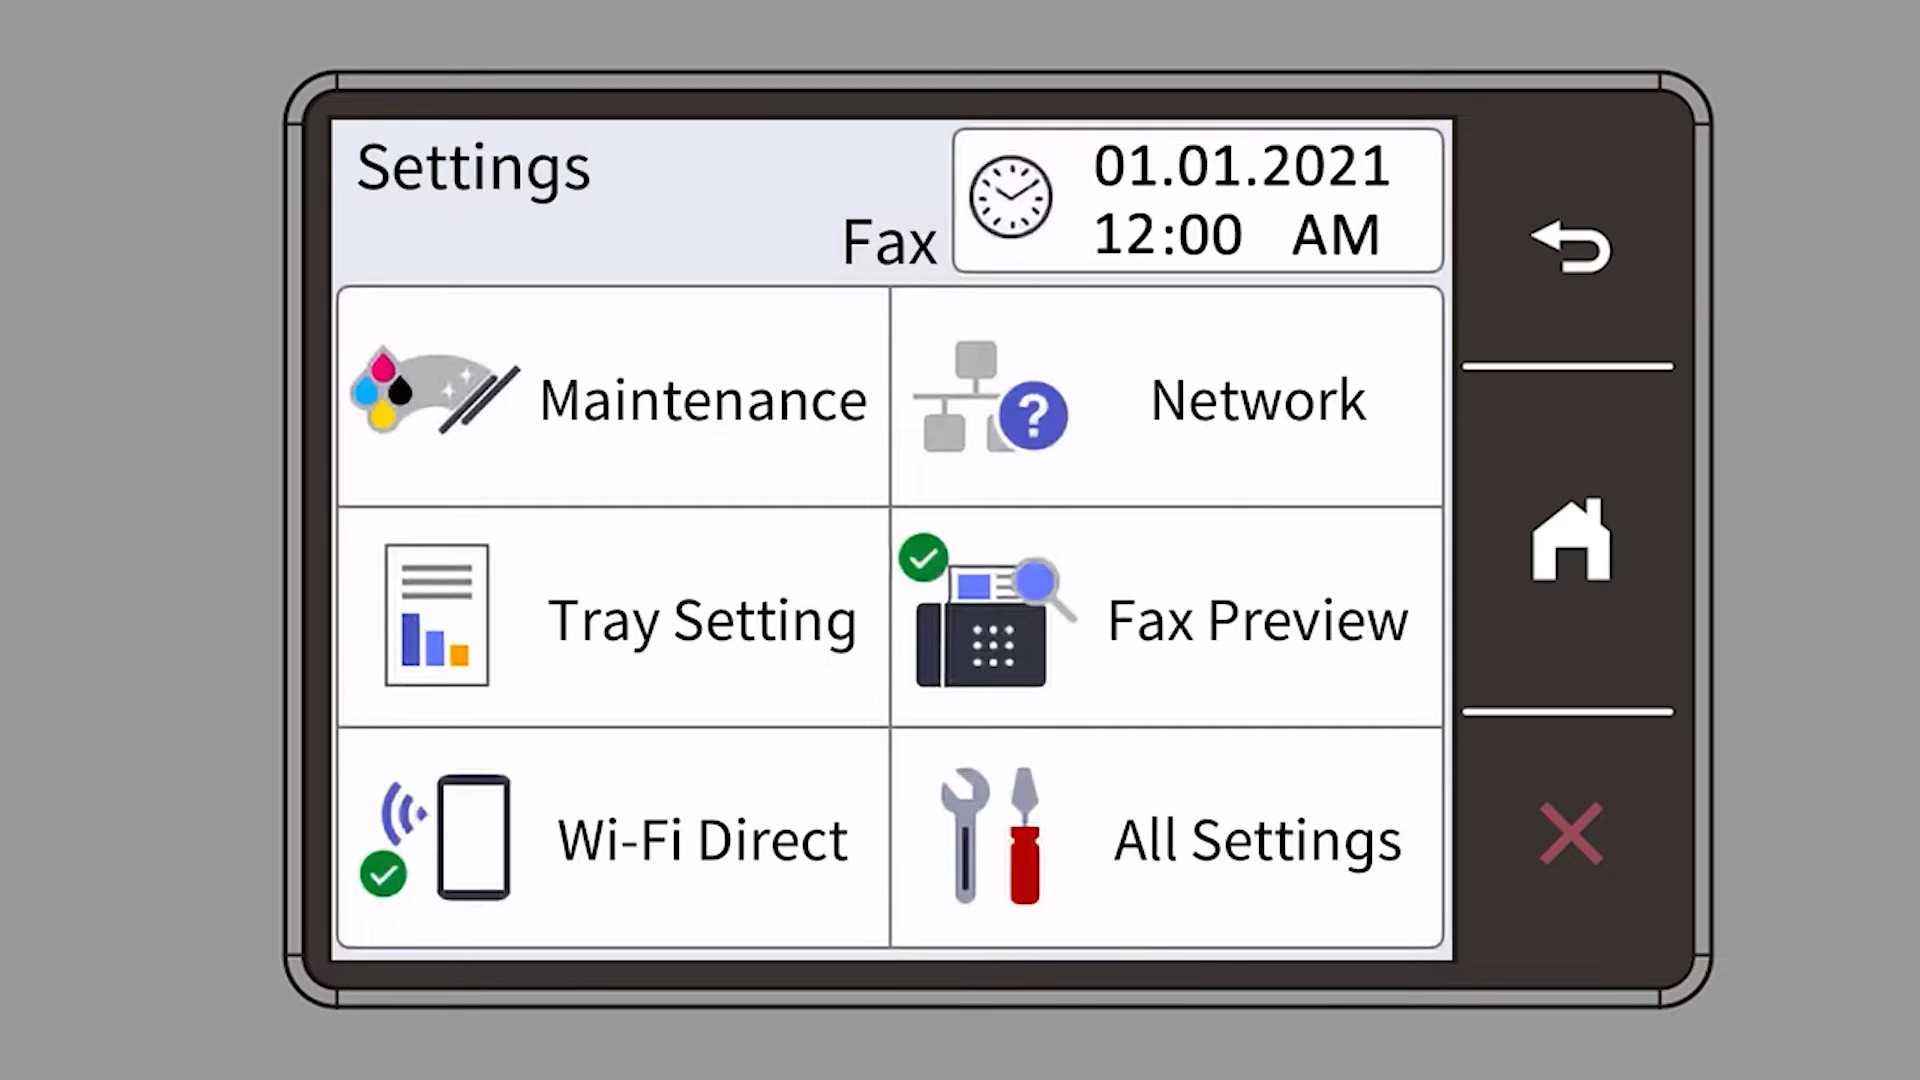 Settings
01.01.2021
Fax
12:00 AM
Maintenance
? Network
Tray Setting
Fax Preview
Wi-Fi Direct
All Settings